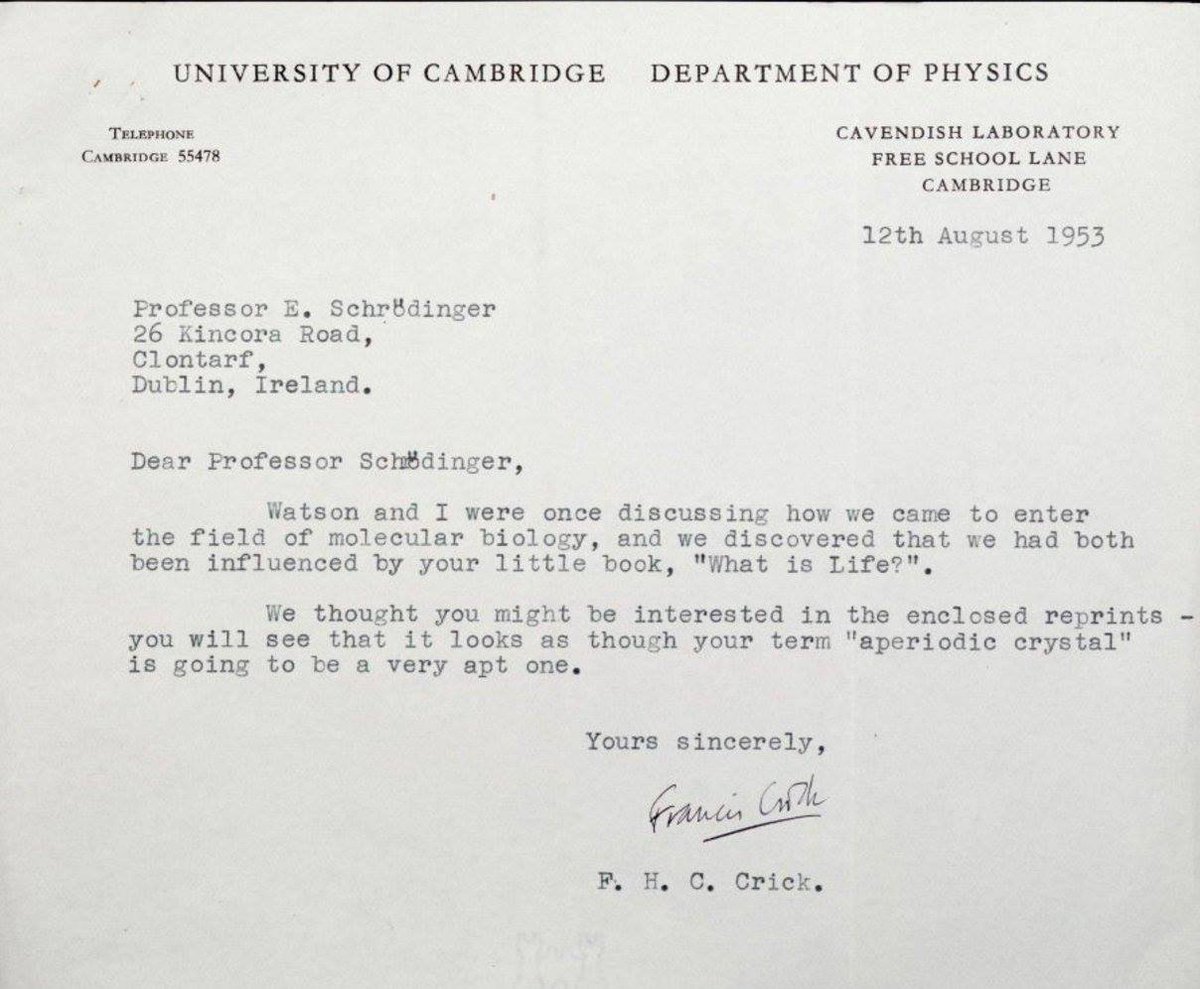 UNIVERSITY OF CAMBRIDGE DEPARTMENT OF PHYSICS
TELEPHONE
CAMBRIDGE 55478
CAVENDISH LABORATORY
FREE SCHOOL LANE
CAMBRIDGE
12th August 1953
Professor E. Schrödinger
26 Kincora Road,
Clontarf,
Dublin, Ireland.
Dear Professor Schrödinger,
Watson and I were once discussing how we came to enter
the field of molecular biology, and we discovered that we had both
been influenced by your little book, "What is Life?".
We thought you might be interested in the enclosed reprints -
you will see that it looks as though your term "aperiodic crystal"
is going to be a very apt one.
Yours sincerely,
Francis Crick
F. H. C. Crick.